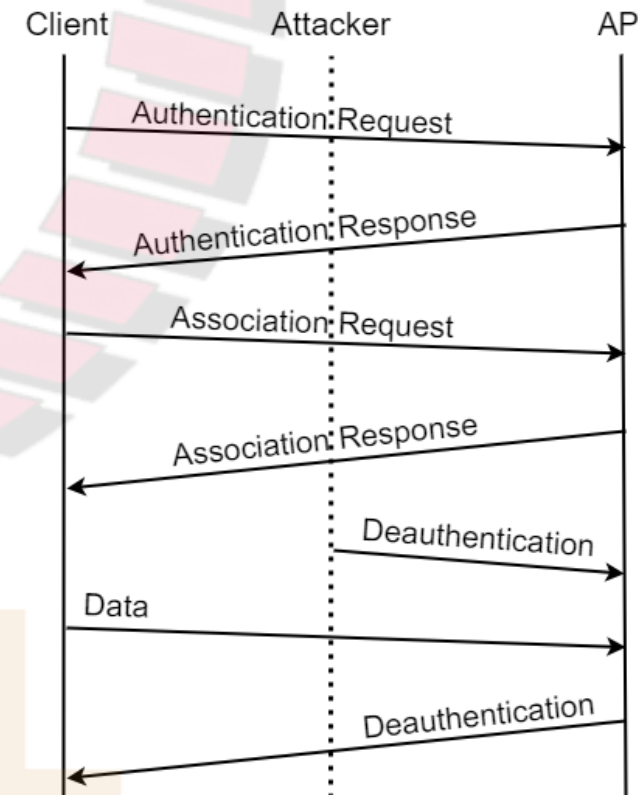 Client Attacker AP
Authentication Request
Authentication Response
Association Request
Association Response
Deauthentication
Data
Deauthentication